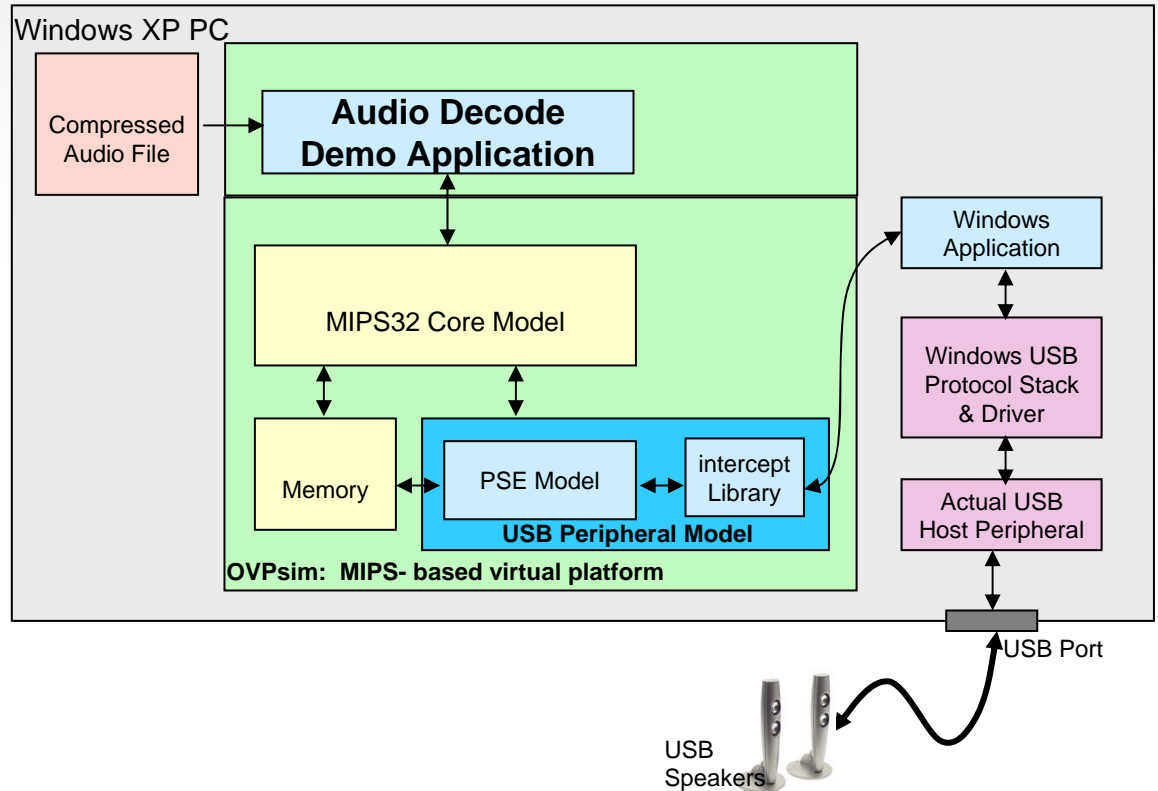 Windows XP PC
Compressed
Audio File
Audio Decode
Demo Application
MIPS32 Core Model
Memory
PSE Model
intercept
Library
USB Peripheral Model
OVPsim:  MIPS- based virtual platform
Windows
Application
Windows USB
Protocol Stack
& Driver
Actual USB
Host Peripheral
USB Port
USB
Speakers